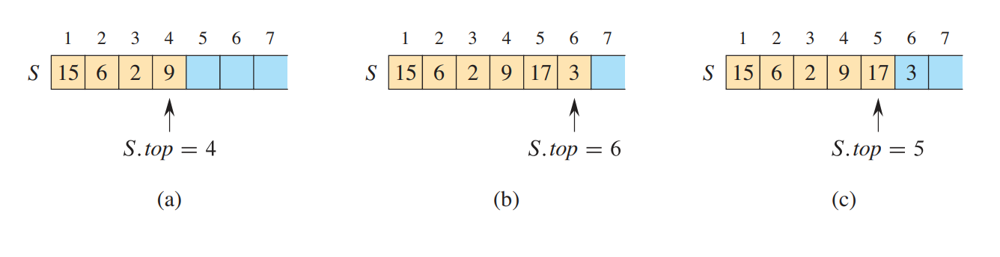 1 2 3 4 5 6 7
S 15 6 2 9
S.top = 4
(a)
1 2 3 4 5 6 7
S 15 6 2 9 17 3
S.top = 6
(b)
1 2 3 4 5 6 7
S 15 6 2 9 17 3
S.top = 5
(c)